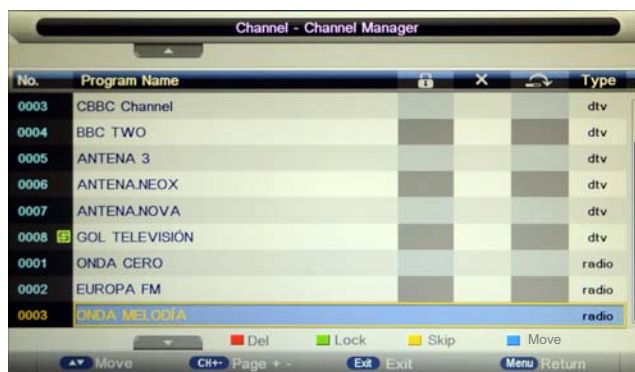 Channel - Channel Manager
No. Program Name Type
0003 CBBC Channel dtv
0004 BBC TWO dtv
0005 ANTENA 3 dtv
0006 ANTENA.NEOX dtv
0007 ANTENA.NOVA dtv
0008 GOL TELEVISIÓN dtv
0001 ONDA CERO radio
0002 EUROPA FM radio
0003 ONDA MELODÍA radio
Del Lock Skip Move
Move CH+- Page + - Exit Exit Menu Return